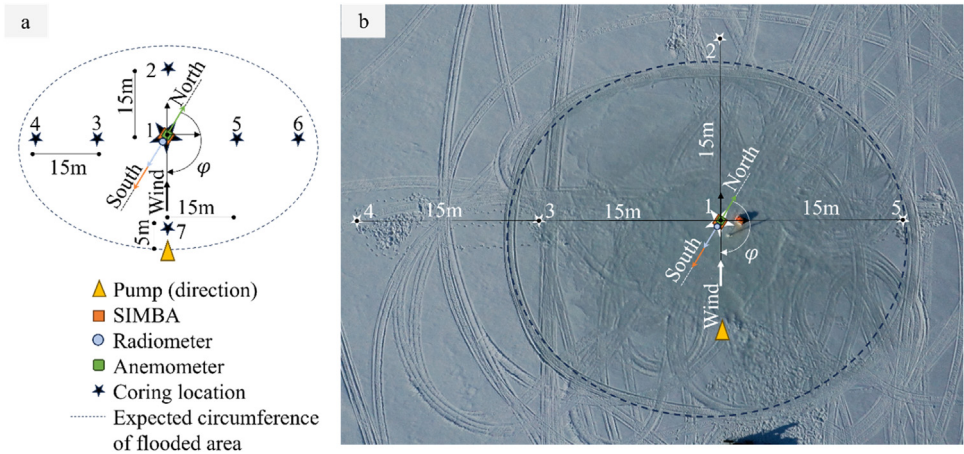 a
2
North
15m
4
3
1
5
6
15m
φ
South
Wind
15m
5m
7
Pump (direction)
SIMBA
Radiometer
Anemometer
Coring location
Expected circumference
of flooded area
b
2
15m
North
4
15m
3
15m
1
15m
5
South
φ
Wind